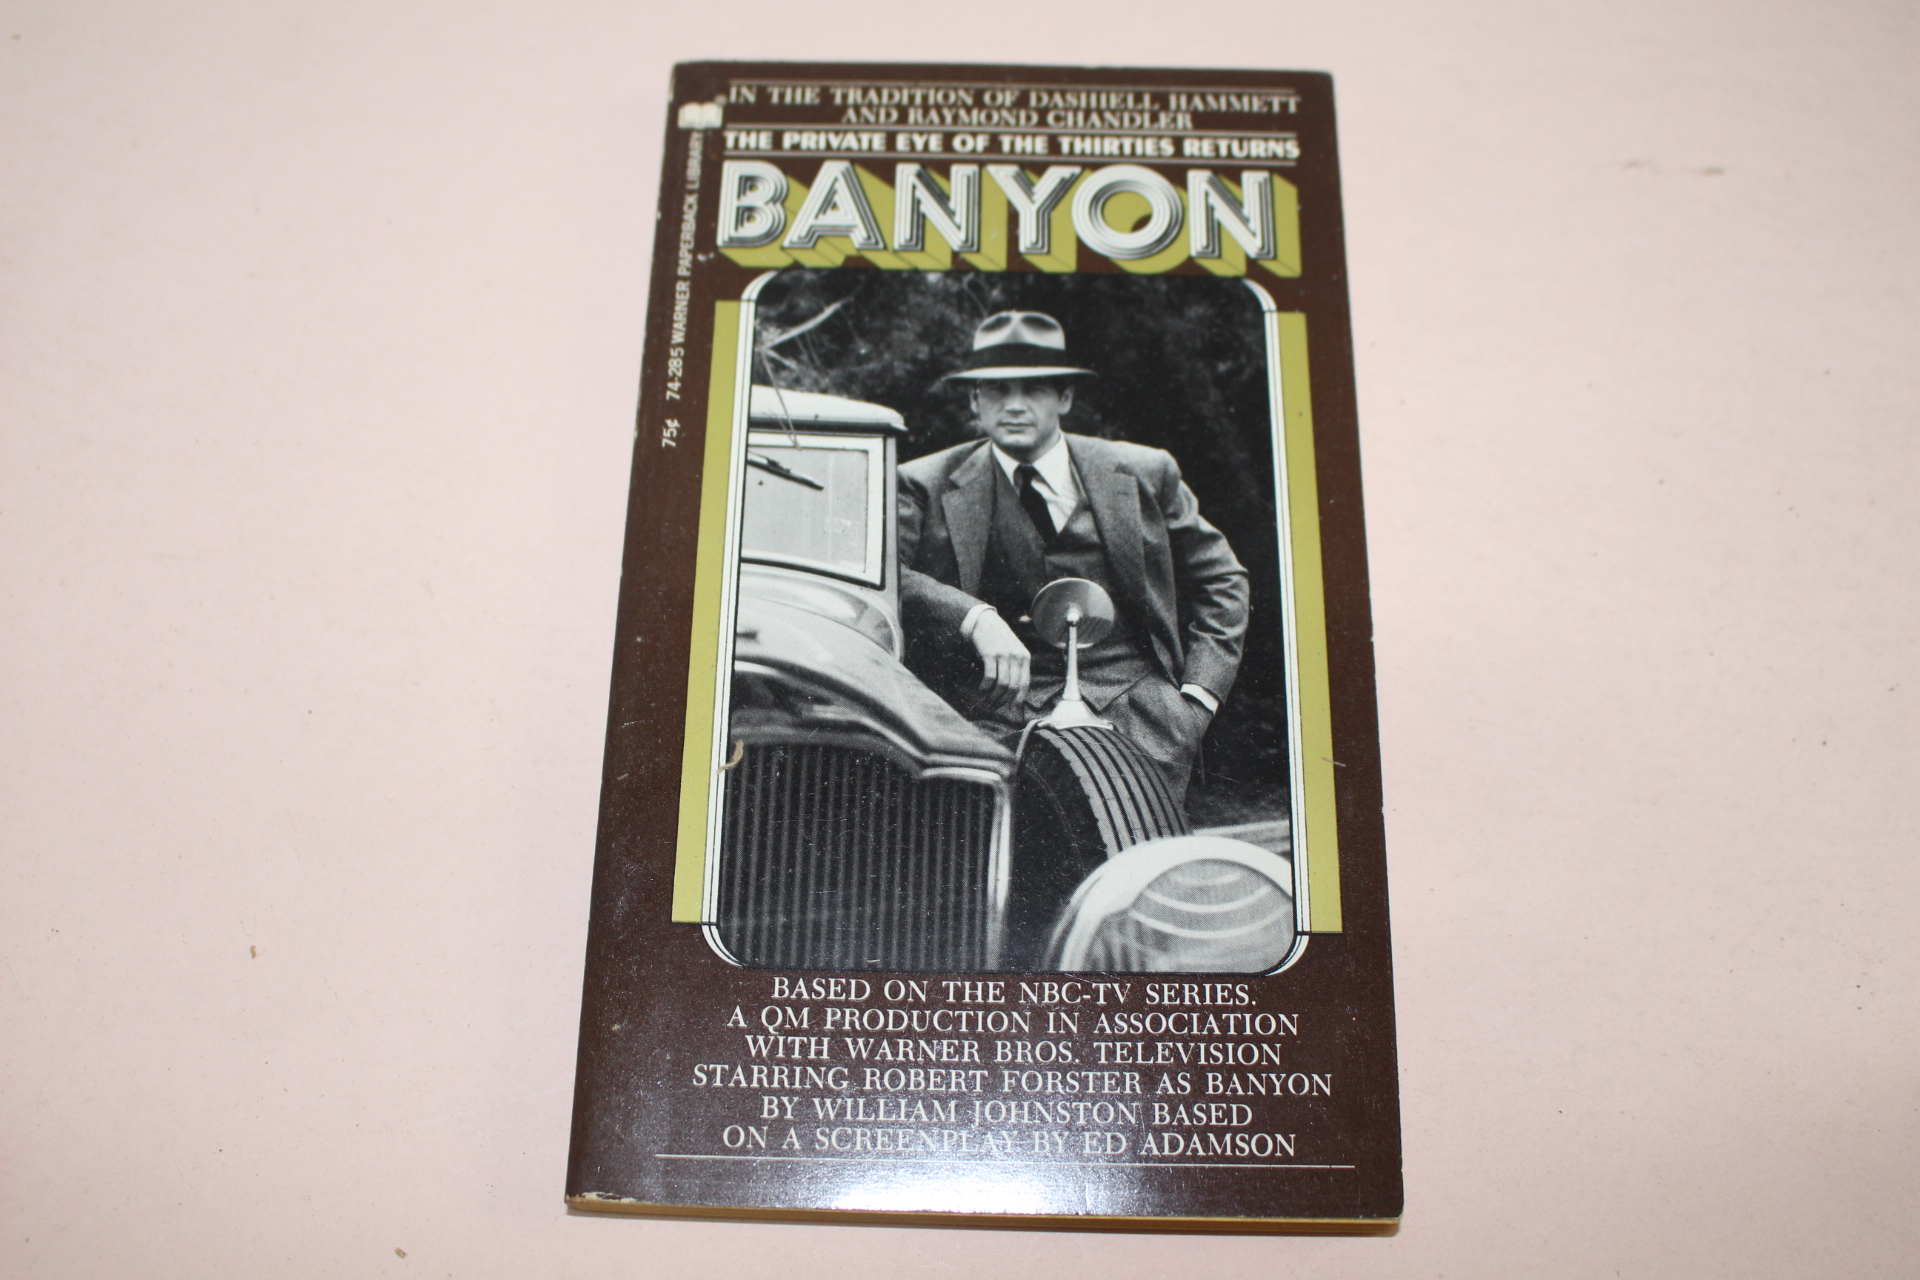 IN THE TRADITION OF DASHIELL HAMMETT
AND RAYMOND CHANDLER
THE PRIVATE EYE OF THE THIRTIES RETURNS
BANYON
75¢ 74-285 WARNER PAPERBACK LIBRARY
BASED ON THE NBC-TV SERIES.
A QM PRODUCTION IN ASSOCIATION
WITH WARNER BROS. TELEVISION
STARRING ROBERT FORSTER AS BANYON
BY WILLIAM JOHNSTON BASED
ON A SCREENPLAY BY ED ADAMSON